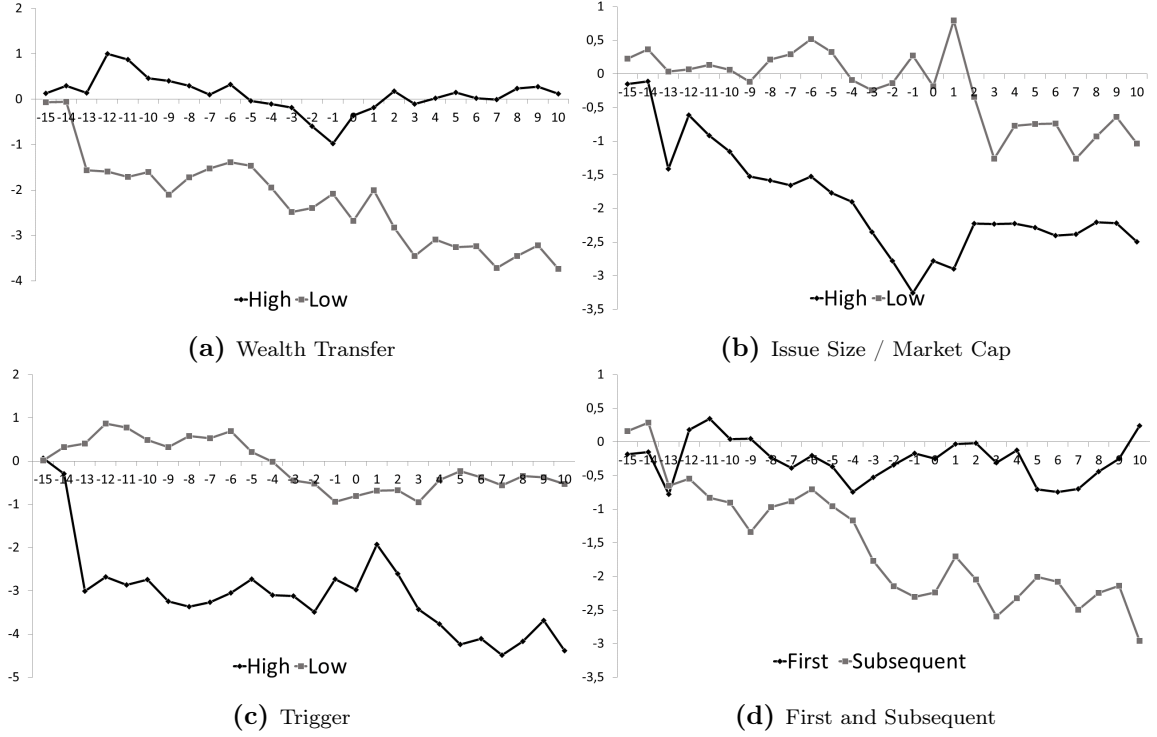 2
1
0
-1
-2
-3
-4
-15 -14 -13 -12 -11 -10 -9 -8 -7 -6 -5 -4 -3 -2 -1 0 1 2 3 4 5 6 7 8 9 10
High Low
(a) Wealth Transfer
1
0,5
0
-0,5
-1
-1,5
-2
-2,5
-3
-3,5
-15 -14 -13 -12 -11 -10 -9 -8 -7 -6 -5 -4 -3 -2 -1 0 1 2 3 4 5 6 7 8 9 10
High Low
(b) Issue Size / Market Cap
2
1
0
-1
-2
-3
-4
-5
-15 -14 -13 -12 -11 -10 -9 -8 -7 -6 -5 -4 -3 -2 -1 0 1 2 3 4 5 6 7 8 9 10
High Low
(c) Trigger
1
0,5
0
-0,5
-1
-1,5
-2
-2,5
-3
-3,5
-15 -14 -13 -12 -11 -10 -9 -8 -7 -6 -5 -4 -3 -2 -1 0 1 2 3 4 5 6 7 8 9 10
First Subsequent
(d) First and Subsequent